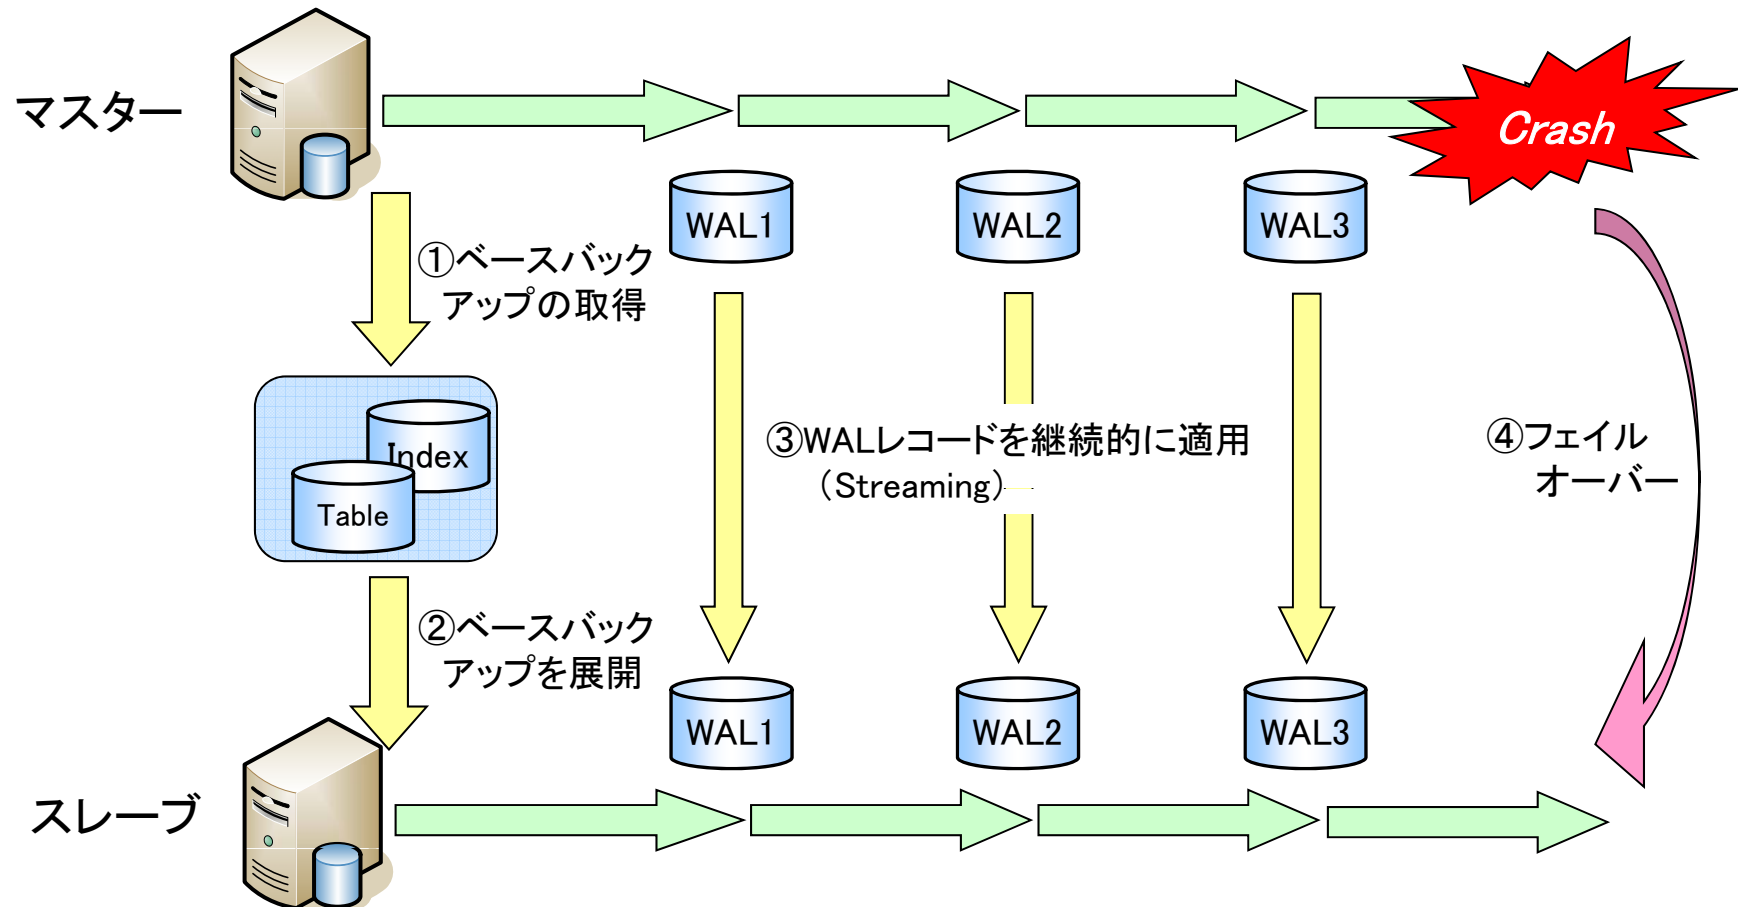 マスター
Crash
WAL1
WAL2
WAL3
①ベースバック
アップの取得
Index
Table
③WALレコードを継続的に適用
（Streaming）
④フェイル
オーバー
②ベースバック
アップを展開
WAL1
WAL2
WAL3
スレーブ